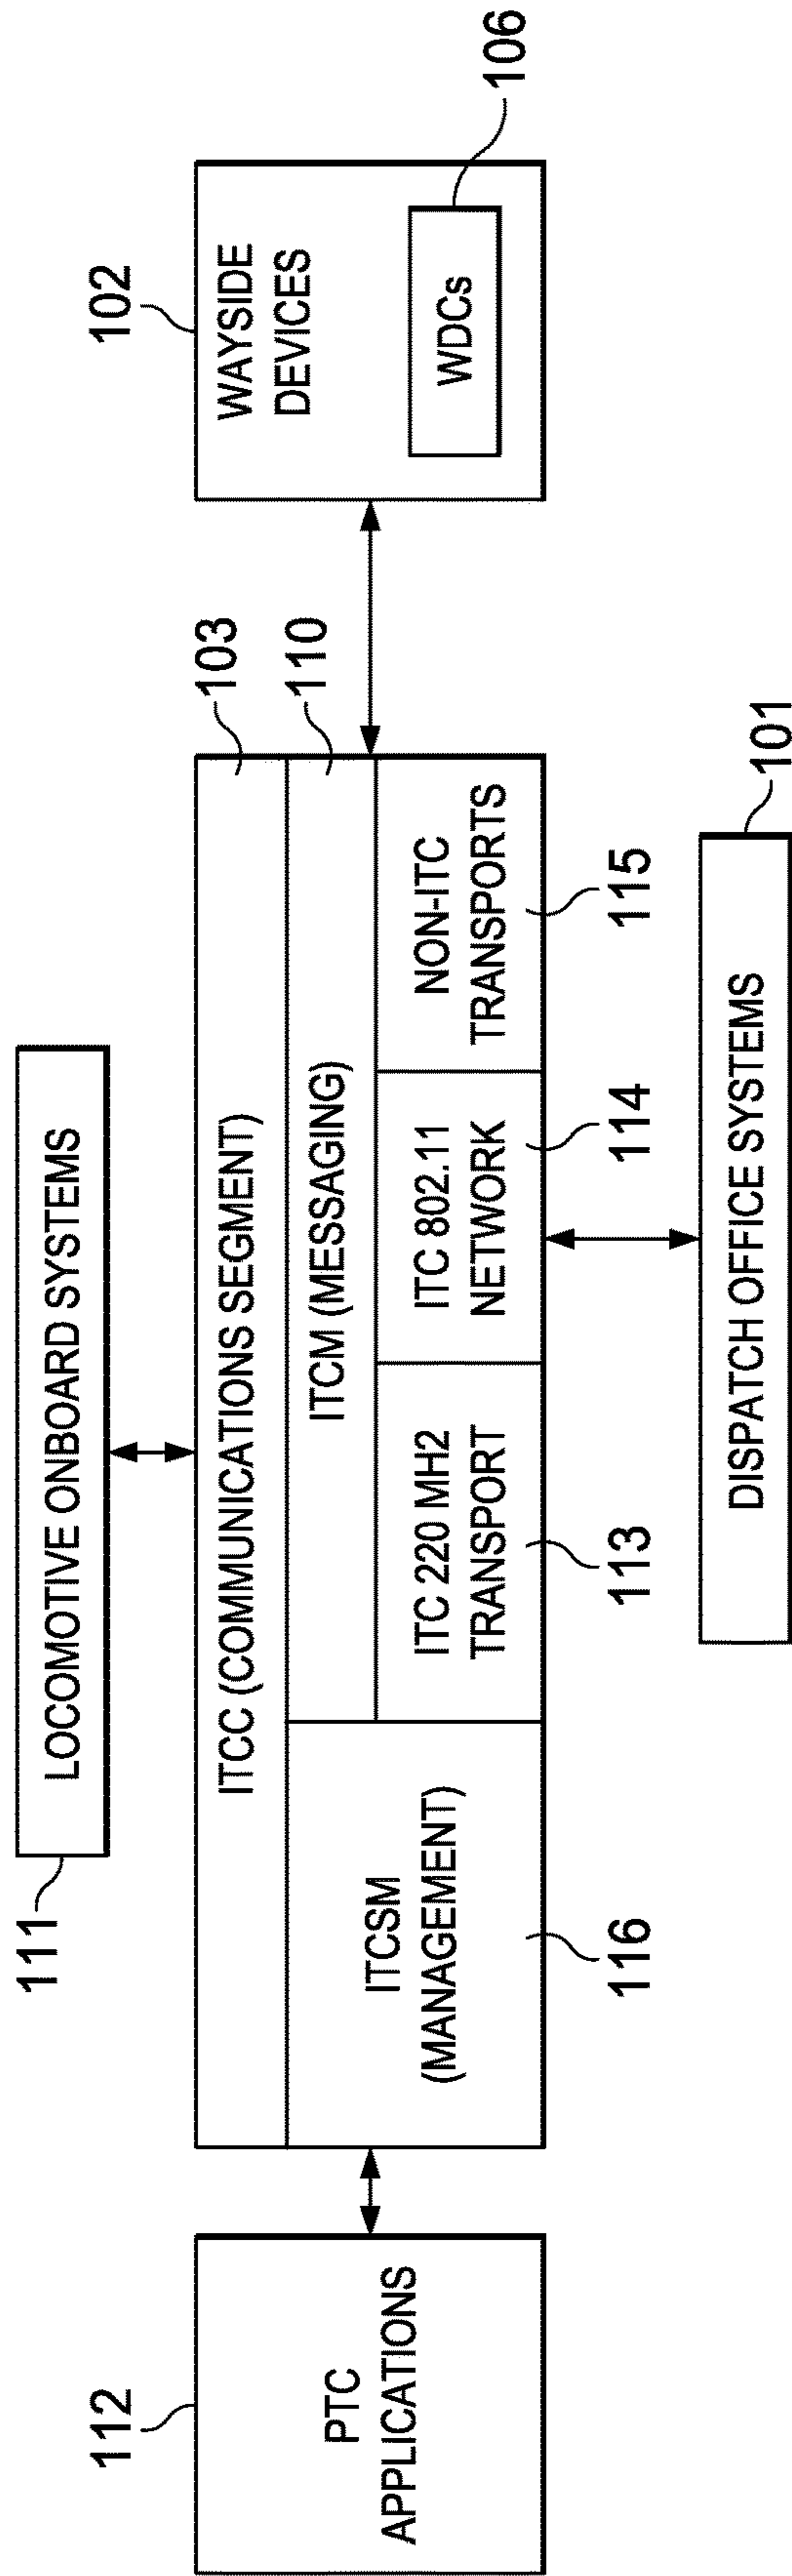 111
LOCOMOTIVE ONBOARD SYSTEMS
112
PTC
APPLICATIONS
ITCC (COMMUNICATIONS SEGMENT)
103
ITCM (MESSAGING)
110
ITCSM
(MANAGEMENT)
116
ITC 220 MH2
TRANSPORT
113
ITC 802.11
NETWORK
114
NON-ITC
TRANSPORTS
115
102
WAYSIDE
DEVICES
WDCs
106
DISPATCH OFFICE SYSTEMS
101